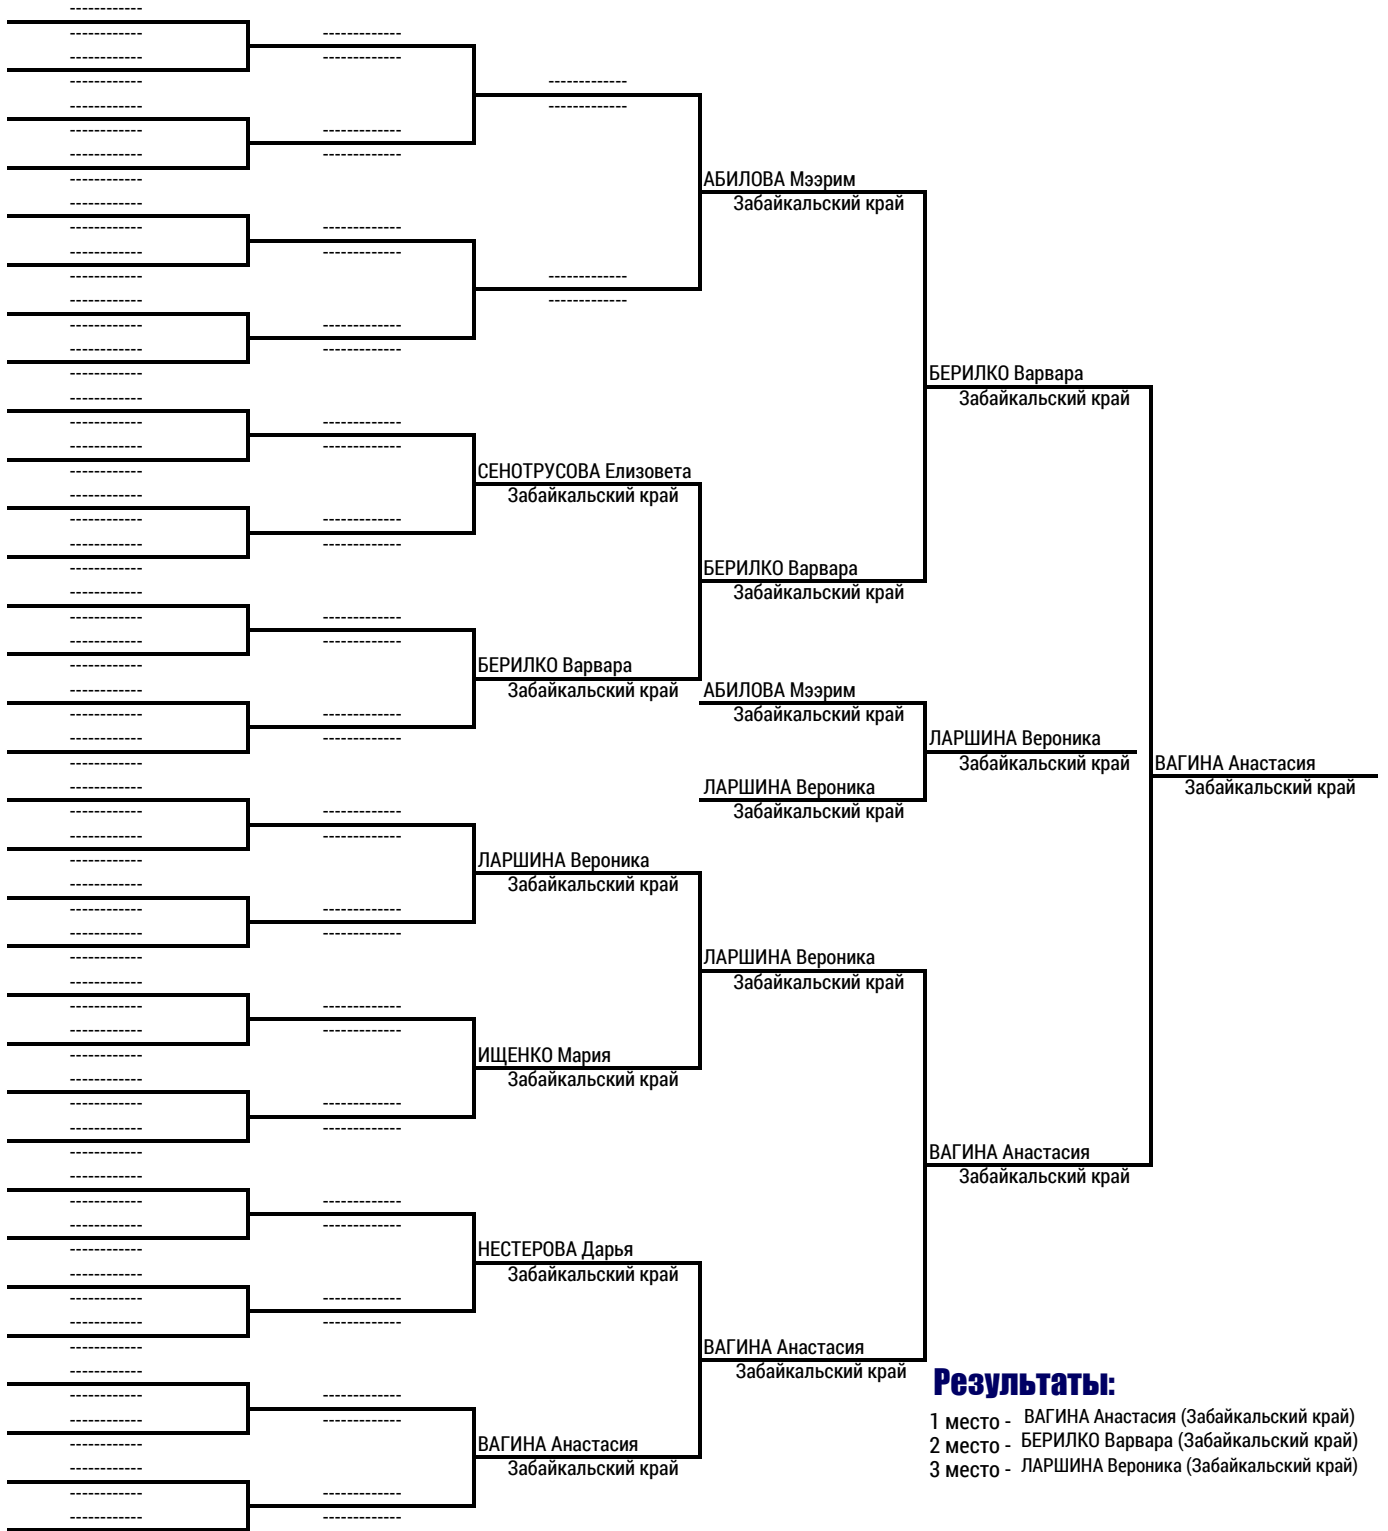 АБИЛОВА Мээрим
Забайкальский край
БЕРИЛКО Варвара
Забайкальский край
СЕНОТРУСОВА Елизовета
Забайкальский край
БЕРИЛКО Варвара
Забайкальский край
БЕРИЛКО Варвара
Забайкальский край
АБИЛОВА Мээрим
Забайкальский край
ЛАРШИНА Вероника
Забайкальский край
ВАГИНА Анастасия
Забайкальский край
ЛАРШИНА Вероника
Забайкальский край
ЛАРШИНА Вероника
Забайкальский край
ЛАРШИНА Вероника
Забайкальский край
ИЩЕНКО Мария
Забайкальский край
ВАГИНА Анастасия
Забайкальский край
НЕСТЕРОВА Дарья
Забайкальский край
ВАГИНА Анастасия
Забайкальский край
ВАГИНА Анастасия
Забайкальский край
Результаты:
1 место - ВАГИНА Анастасия (Забайкальский край)
2 место - БЕРИЛКО Варвара (Забайкальский край)
3 место - ЛАРШИНА Вероника (Забайкальский край)